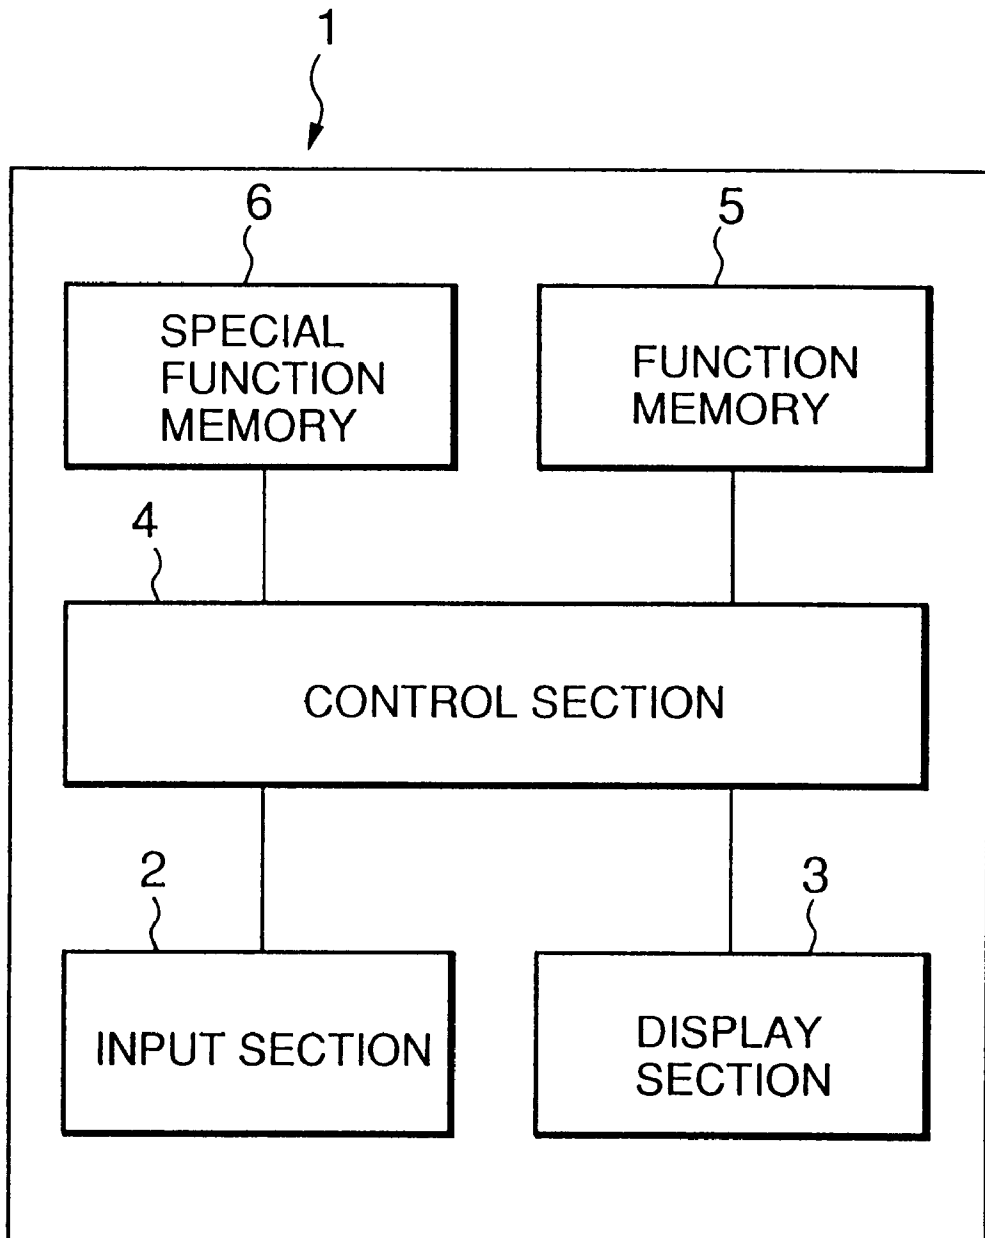 1
6
5
SPECIAL
FUNCTION
MEMORY
FUNCTION
MEMORY
4
CONTROL SECTION
2
3
INPUT SECTION
DISPLAY
SECTION